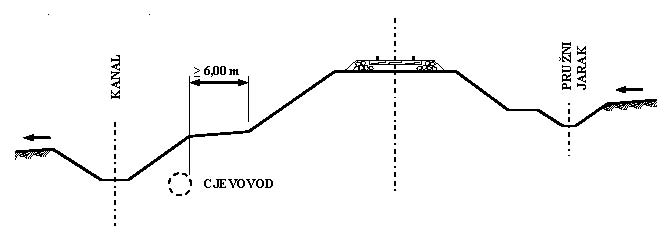 KANAL
≥ 6,00 m
PRUŽNI
JARAK
CJEVOVOD